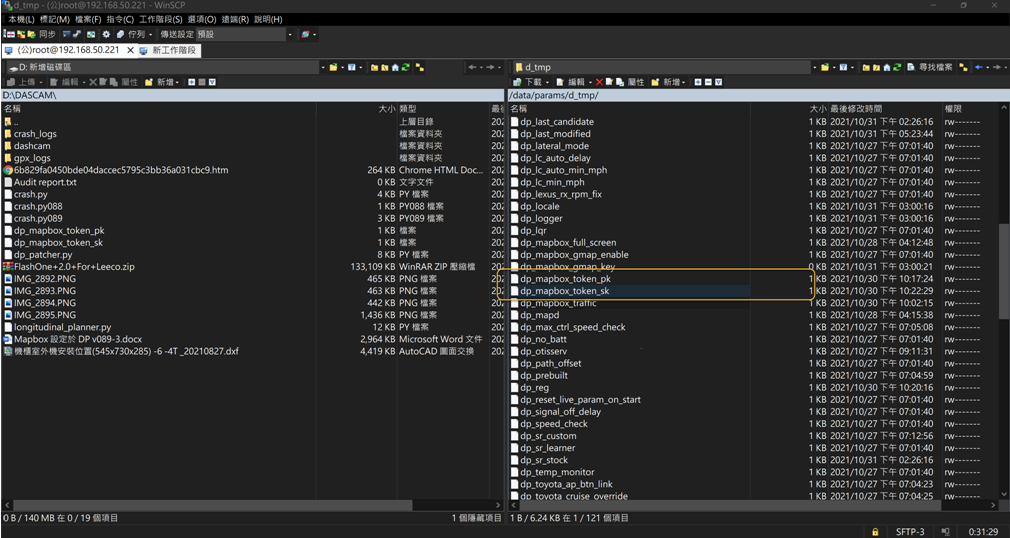 d_tmp - (公)root@192.168.50.221 - WinSCP
本機(L) 標記(M) 檔案(F) 指令(C) 工作階段(S) 選項(O) 遠端(R) 說明(H)
同步 佇列 傳送設定 預設
(公)root@192.168.50.221 新工作階段
D: 新增磁碟區
上傳 編輯 屬性 新增
D:\DASCAM\
名稱 大小 類型 最後
.. 上層目錄 202
crash_logs 檔案資料夾 202
dashcam 檔案資料夾 202
gpx_logs 檔案資料夾 202
6b829fa0450bde04daccec5795c3bb36a031cbc9.htm 264 KB Chrome HTML Doc... 202
Audit report.txt 0 KB 文字文件 202
crash.py 4 KB PY 檔案 202
crash.py088 1 KB PY088 檔案 202
crash.py089 3 KB PY089 檔案 202
dp_mapbox_token_pk 1 KB 檔案 202
dp_mapbox_token_sk 1 KB 檔案 202
dp_patcher.py 8 KB PY 檔案 202
FlashOne+2.0+For+Leeco.zip 133,109 KB WinRAR ZIP 壓縮檔 202
IMG_2892.PNG 465 KB PNG 檔案 202
IMG_2893.PNG 463 KB PNG 檔案 202
IMG_2894.PNG 442 KB PNG 檔案 202
IMG_2895.PNG 1,436 KB PNG 檔案 202
longitudinal_planner.py 12 KB PY 檔案 202
Mapbox 設定於 DP v089-3.docx 2,964 KB Microsoft Word 文件 202
機櫃室外機安裝位置(545x730x285) -6 -4T _20210827.dxf 4,419 KB AutoCAD 圖面交換 202
0 B / 140 MB 在 0 / 19 個項目 1 個隱藏項目
d_tmp 尋找檔案
下載 編輯 屬性 新增
/data/params/d_tmp/
名稱 大小 最後修改時間 權限
dp_last_candidate 1 KB 2021/10/31 下午 02:26:16 rw-------
dp_last_modified 1 KB 2021/10/31 下午 05:23:44 rw-------
dp_lateral_mode 1 KB 2021/10/27 下午 07:01:40 rw-------
dp_lc_auto_delay 1 KB 2021/10/27 下午 07:01:40 rw-------
dp_lc_auto_min_mph 1 KB 2021/10/27 下午 07:01:40 rw-------
dp_lc_min_mph 1 KB 2021/10/27 下午 07:01:40 rw-------
dp_lexus_rx_rpm_fix 1 KB 2021/10/27 下午 07:01:40 rw-------
dp_locale 1 KB 2021/10/31 下午 03:00:16 rw-------
dp_logger 1 KB 2021/10/31 下午 03:00:16 rw-------
dp_lqr 1 KB 2021/10/27 下午 07:01:40 rw-------
dp_mapbox_full_screen 1 KB 2021/10/28 下午 04:12:48 rw-------
dp_mapbox_gmap_enable 1 KB 2021/10/27 下午 07:01:40 rw-------
dp_mapbox_gmap_key 0 KB 2021/10/31 下午 03:00:21 rw-------
dp_mapbox_token_pk 1 KB 2021/10/30 下午 10:17:24 rw-------
dp_mapbox_token_sk 1 KB 2021/10/30 下午 10:22:29 rw-------
dp_mapbox_traffic 1 KB 2021/10/30 下午 10:02:15 rw-------
dp_mapd 1 KB 2021/10/28 下午 04:15:38 rw-------
dp_max_ctrl_speed_check 1 KB 2021/10/27 下午 07:05:08 rw-------
dp_no_batt 1 KB 2021/10/27 下午 07:01:40 rw-------
dp_otisserv 1 KB 2021/10/27 下午 09:11:31 rw-------
dp_path_offset 1 KB 2021/10/27 下午 07:01:40 rw-------
dp_prebuilt 1 KB 2021/10/27 下午 07:04:59 rw-------
dp_reg 1 KB 2021/10/30 下午 10:20:16 rw-------
dp_reset_live_param_on_start 1 KB 2021/10/27 下午 07:01:40 rw-------
dp_signal_off_delay 1 KB 2021/10/27 下午 07:01:40 rw-------
dp_speed_check 1 KB 2021/10/27 下午 07:01:40 rw-------
dp_sr_custom 1 KB 2021/10/27 下午 07:12:56 rw-------
dp_sr_learner 1 KB 2021/10/27 下午 07:01:40 rw-------
dp_sr_stock 1 KB 2021/10/31 下午 02:26:16 rw-------
dp_temp_monitor 1 KB 2021/10/27 下午 07:01:40 rw-------
dp_toyota_ap_btn_link 1 KB 2021/10/27 下午 07:04:23 rw-------
dp_toyota_cruise_override 1 KB 2021/10/27 下午 07:04:25 rw-------
1 B / 6.24 KB 在 1 / 121 個項目
SFTP-3 0:31:29